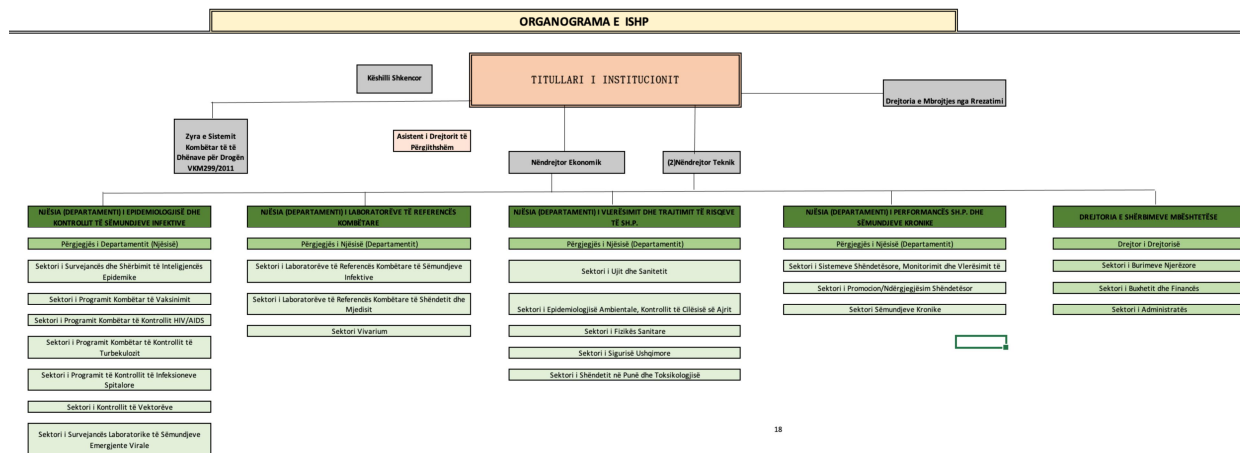 ORGANOGRAMA E ISHP
TITULLARI I INSTITUCIONIT
Këshilli Shkencor
Drejtoria e Mbrojtjes nga Rrezatimi
Zyra e Sistemit
Kombëtar të të
Dhënave për Drogën
VKM299/2011
Asistent i Drejtorit të
Përgjithshëm
Nëndrejtor Ekonomik
(2)Nëndrejtor Teknik
NJËSIA (DEPARTAMENTI) I EPIDEMIOLOGJISË DHE
KONTROLLIT TË SËMUNDJEVE INFEKTIVE
Përgjegjës i Departamentit (Njësisë)
Sektori i Survejancës dhe Shërbimit të Inteligjencës
Epidemike
Sektori i Programit Kombëtar të Vaksinimit
Sektori i Programit Kombëtar të Kontrollit HIV/AIDS
Sektori i Programit Kombëtar të Kontrollit të
Turbekulozit
Sektori i Programit të Kontrollit të Infeksioneve
Spitalore
Sektori i Kontrollit të Vektorëve
Sektori i Survejancës Laboratorike të Sëmundjeve
Emergjente Virale
NJËSIA (DEPARTAMENTI) I LABORATORËVE TË REFERENCËS
KOMBËTARE
Përgjegjës i Njësisë (Departamentit)
Sektori i Laboratorëve të Referencës Kombëtare të Sëmundjeve
Infektive
Sektori i Laboratorëve të Referencës Kombëtare të Shëndetit dhe
Mjedisit
Sektori Vivarium
NJËSIA (DEPARTAMENTI) I VLERËSIMIT DHE TRAJTIMIT TË RISQEVE
TË SH.P.
Përgjegjës i Njësisë (Departamentit)
Sektori i Ujit dhe Sanitetit
Sektori i Epidemiologjisë Ambientale, Kontrollit të Cilësisë së Ajrit
Sektori i Fizikës Sanitare
Sektori i Sigurisë Ushqimore
Sektori i Shëndetit në Punë dhe Toksikologjisë
NJËSIA (DEPARTAMENTI) I PERFORMANCËS SH.P. DHE
SËMUNDJEVE KRONIKE
Përgjegjës i Njësisë (Departamentit)
Sektori i Sistemeve Shëndetësore, Monitorimit dhe Vlerësimit të
Sektori i Promocion/Ndërgjegjësim Shëndetësor
Sektori Sëmundjeve Kronike
DREJTORIA E SHËRBIMEVE MBËSHTETËSE
Drejtor i Drejtorisë
Sektori i Burimeve Njerëzore
Sektori i Buxhetit dhe Financës
Sektori i Administratës
18